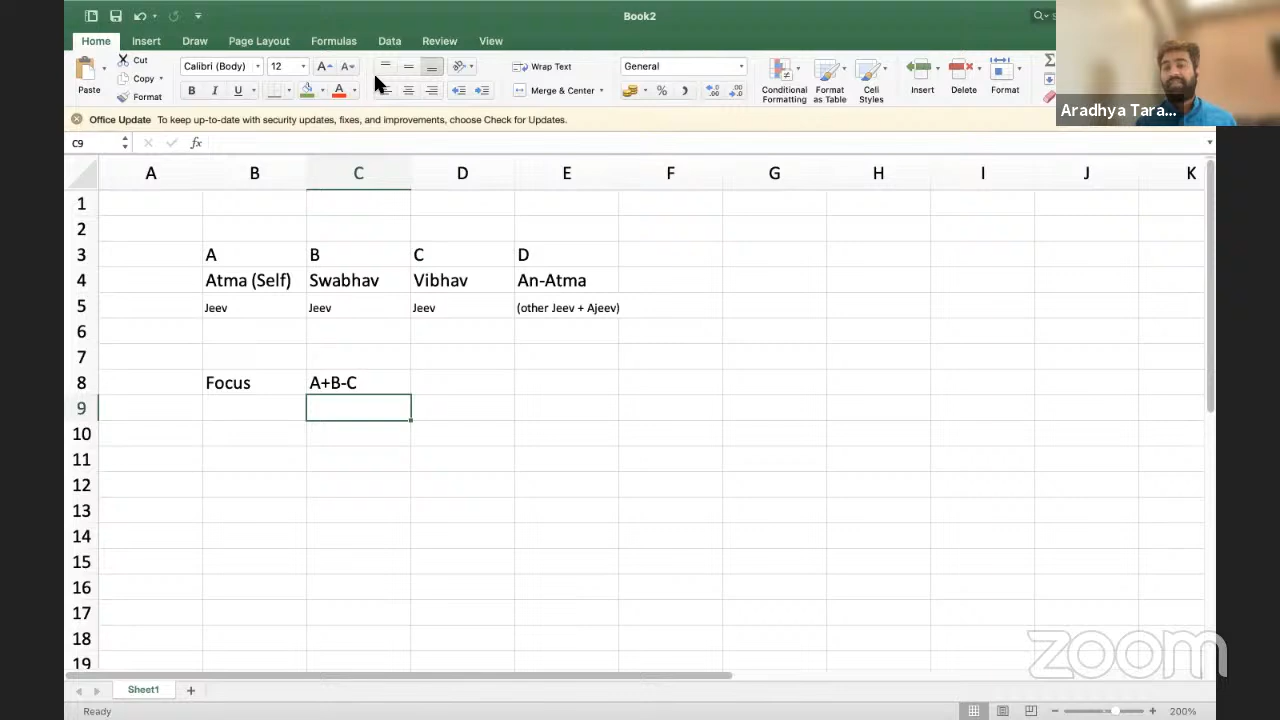 Book2
Home Insert Draw Page Layout Formulas Data Review View
Paste Cut Copy Format
Calibri (Body) 12 A A
B I U A
Wrap Text
Merge & Center
General
%
Conditional Formatting
Format as Table
Cell Styles
Insert Delete Format
Aradhya Tara...
Office Update To keep up-to-date with security updates, fixes, and improvements, choose Check for Updates.
C9 fx
A B C D E F G H I J K
1
2
3 A B C D
4 Atma (Self) Swabhav Vibhav An-Atma
5 Jeev Jeev Jeev (other Jeev + Ajeev)
6
7
8 Focus A+B-C
9
10
11
12
13
14
15
16
17
18
19
zoom
Sheet1 +
Ready 200%